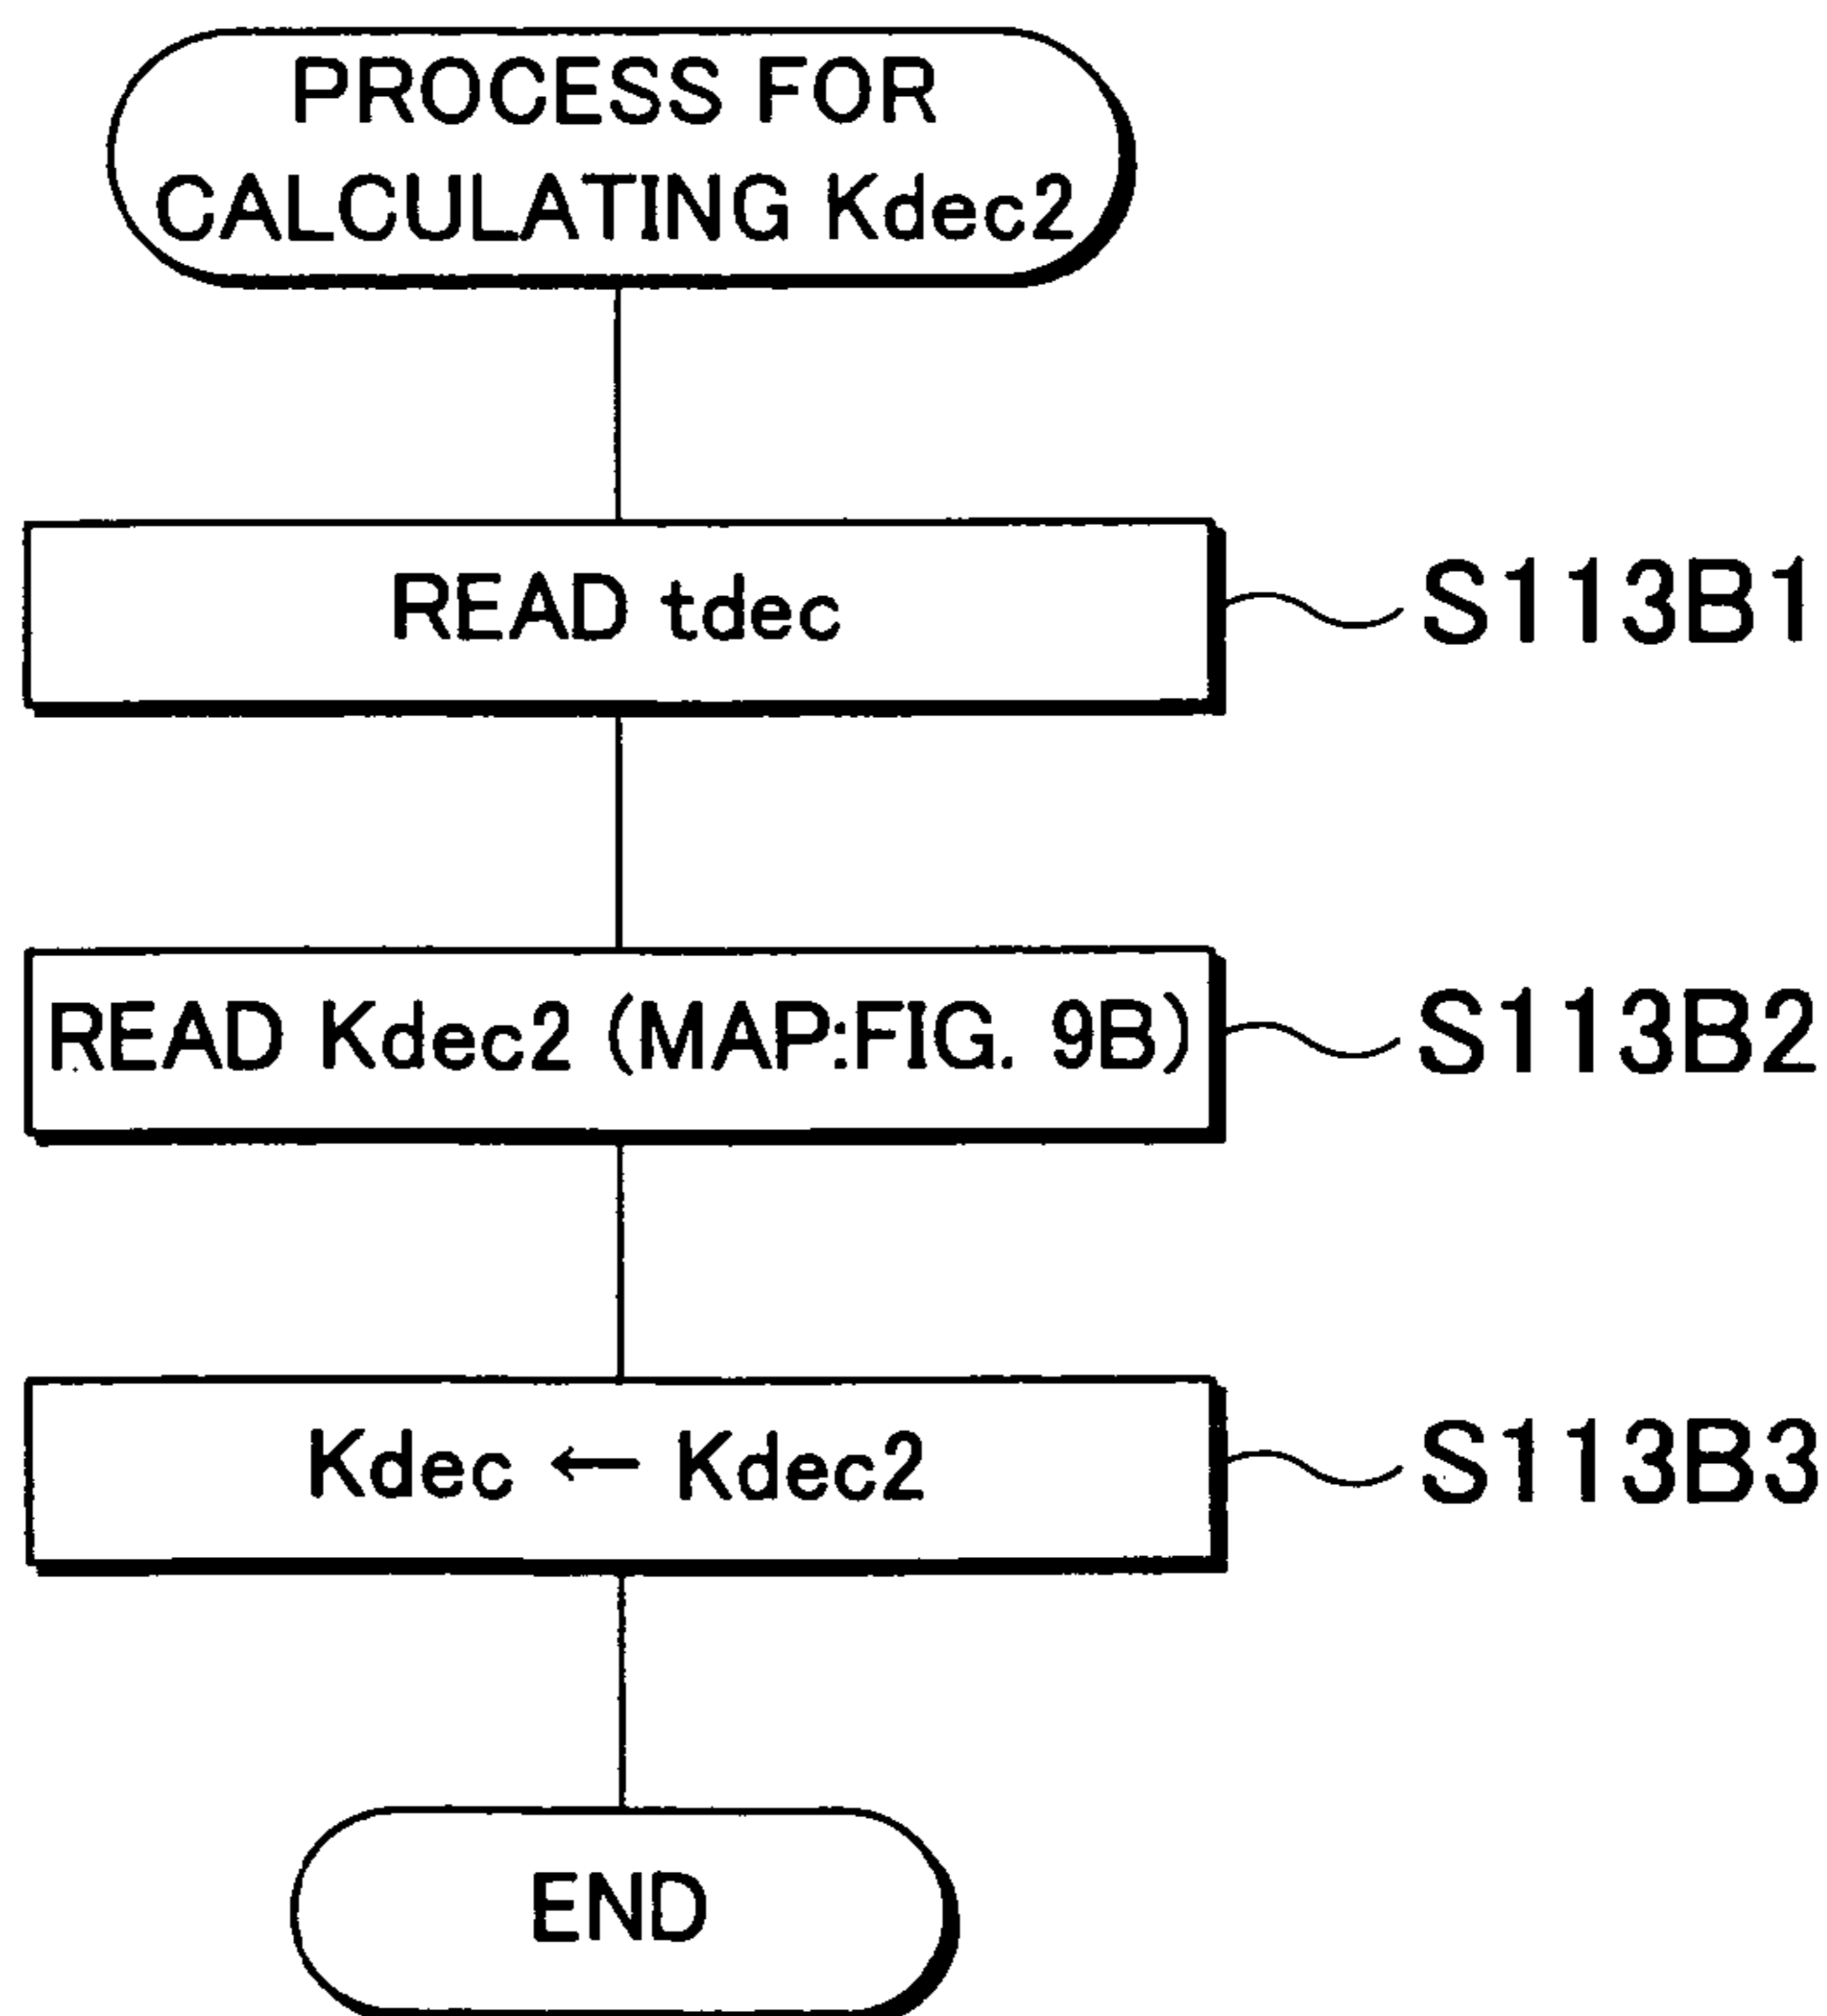 PROCESS FOR
CALCULATING Kdec2
READ tdec
S113B1
READ Kdec2 (MAP:FIG. 9B)
S113B2
Kdec ← Kdec2
S113B3
END